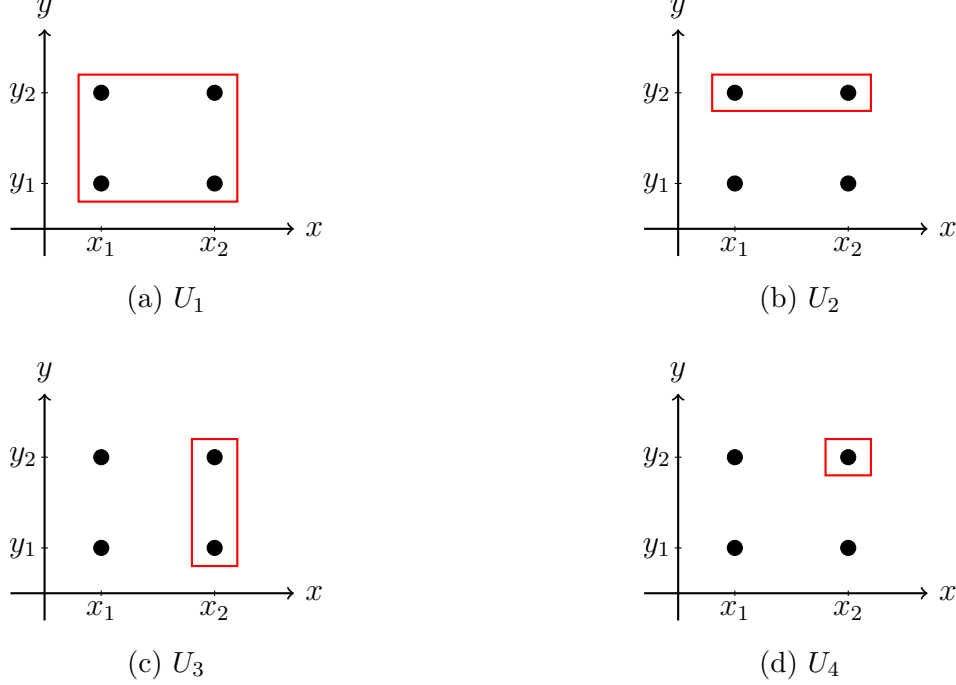 y
y₂
y₁
x₁ x₂ x
(a) U₁
y
y₂
y₁
x₁ x₂ x
(b) U₂
y
y₂
y₁
x₁ x₂ x
(c) U₃
y
y₂
y₁
x₁ x₂ x
(d) U₄